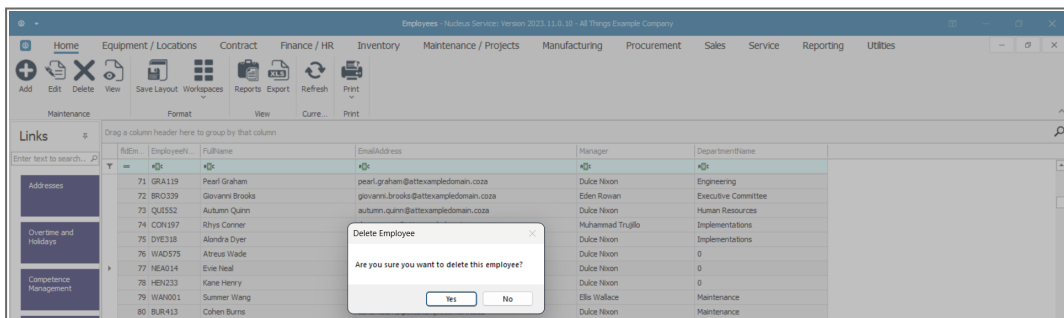 Employees - Nucleus Service: Version 2023. 11.0. 10 - All Things Example Company
Home Equipment / Locations Contract Finance / HR Inventory Maintenance / Projects Manufacturing Procurement Sales Service Reporting Utilities
Add Edit Delete View Save Layout Workspaces Reports Export Refresh Print
XLS
Maintenance Format View Curre... Print
Links
Drag a column header here to group by that column
Enter text to search...
fldEm... EmployeeN... FullName EmailAddress Manager DepartmentName
Addresses
71 GRA119 Pearl Graham pearl.graham@attexampledomain.coza Dulce Nixon Engineering
72 BRO339 Giovanni Brooks giovanni.brooks@attexampledomain.coza Eden Rowan Executive Committee
73 QUI552 Autumn Quinn autumn.quinn@attexampledomain.coza Dulce Nixon Human Resources
74 CON197 Rhys Conner Muhammad Trujillo Implementations
Overtime and
Holidays
75 DYE318 Alondra Dyer Dulce Nixon Implementations
76 WAD575 Atreus Wade Dulce Nixon 0
77 NEA014 Evie Neal Dulce Nixon 0
Competence
Management
78 HEN233 Kane Henry Dulce Nixon 0
79 WAN001 Summer Wang Ellis Wallace Maintenance
80 BUR413 Cohen Burns Dulce Nixon Maintenance
Delete Employee
Are you sure you want to delete this employee?
Yes No